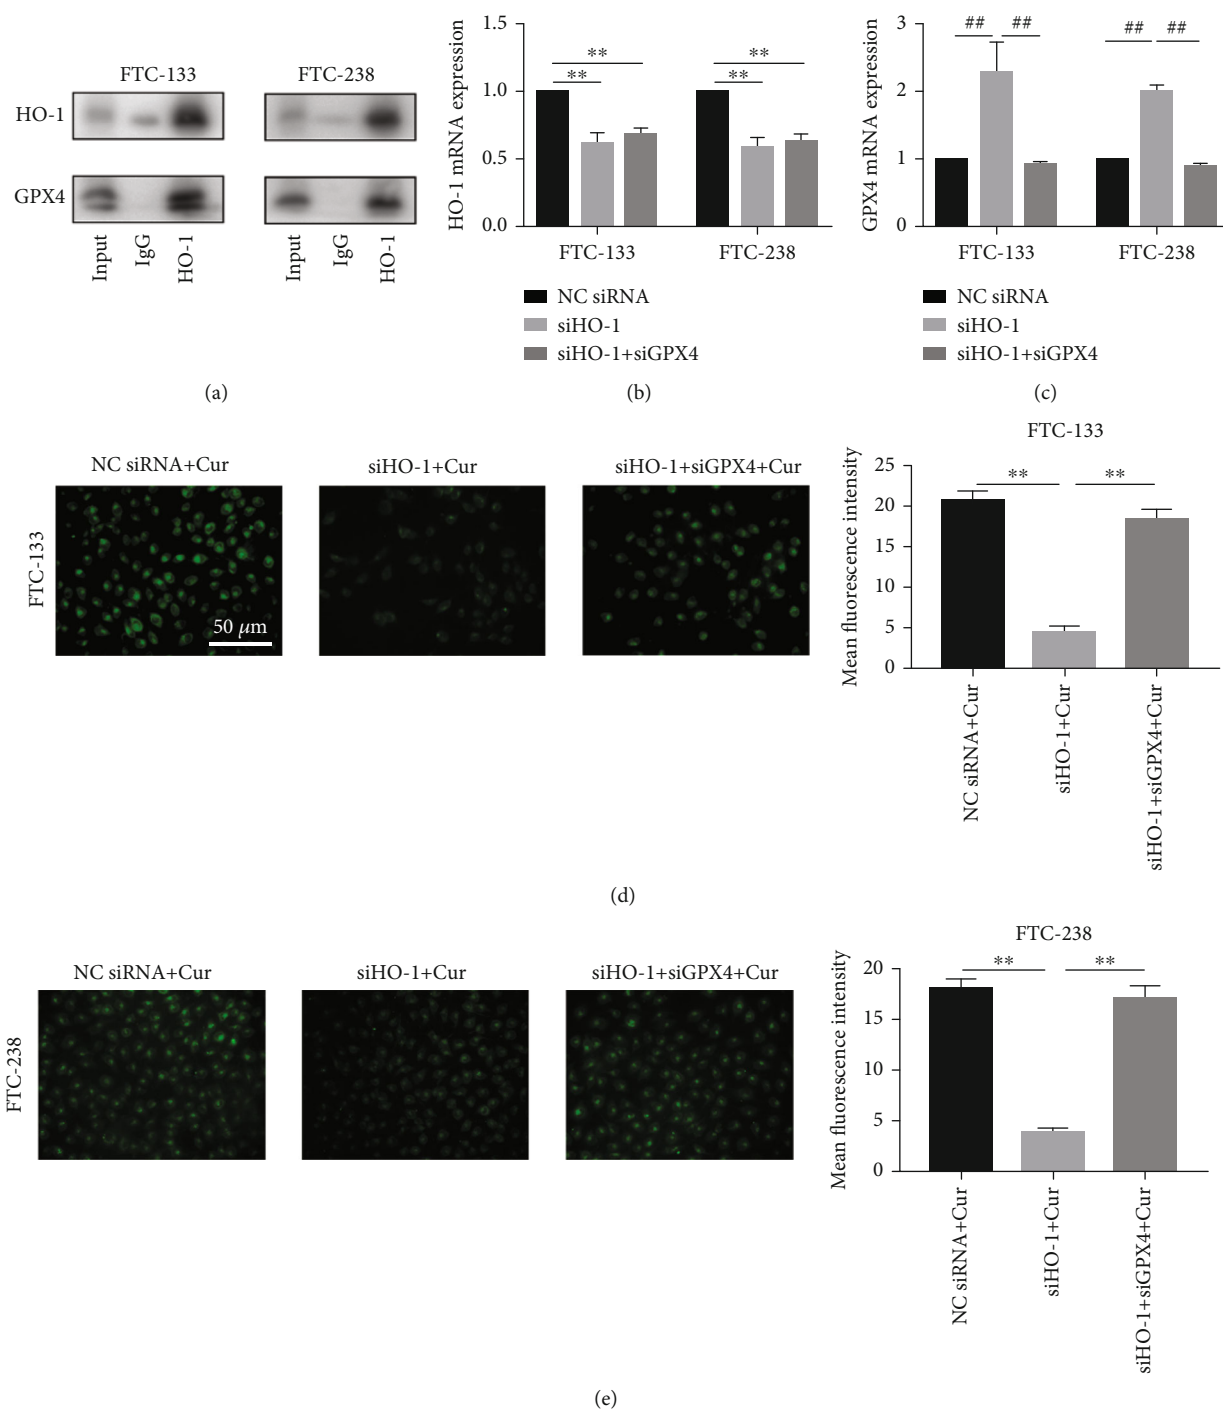 FTC-133 FTC-238
HO-1
GPX4
Input IgG HO-1 Input IgG HO-1
(a)
HO-1 mRNA expression
1.5
1.0
0.5
0.0
** ** ** **
FTC-133 FTC-238
NC siRNA
siHO-1
siHO-1+siGPX4
(b)
GPX4 mRNA expression
3
2
1
0
## ## ## ##
FTC-133 FTC-238
NC siRNA
siHO-1
siHO-1+siGPX4
(c)
NC siRNA+Cur siHO-1+Cur siHO-1+siGPX4+Cur
FTC-133
50 μm
FTC-133
Mean fluorescence intensity
25
20
15
10
5
0
** **
NC siRNA+Cur
siHO-1+Cur
siHO-1+siGPX4+Cur
(d)
NC siRNA+Cur siHO-1+Cur siHO-1+siGPX4+Cur
FTC-238
FTC-238
Mean fluorescence intensity
20
15
10
5
0
** **
NC siRNA+Cur
siHO-1+Cur
siHO-1+siGPX4+Cur
(e)